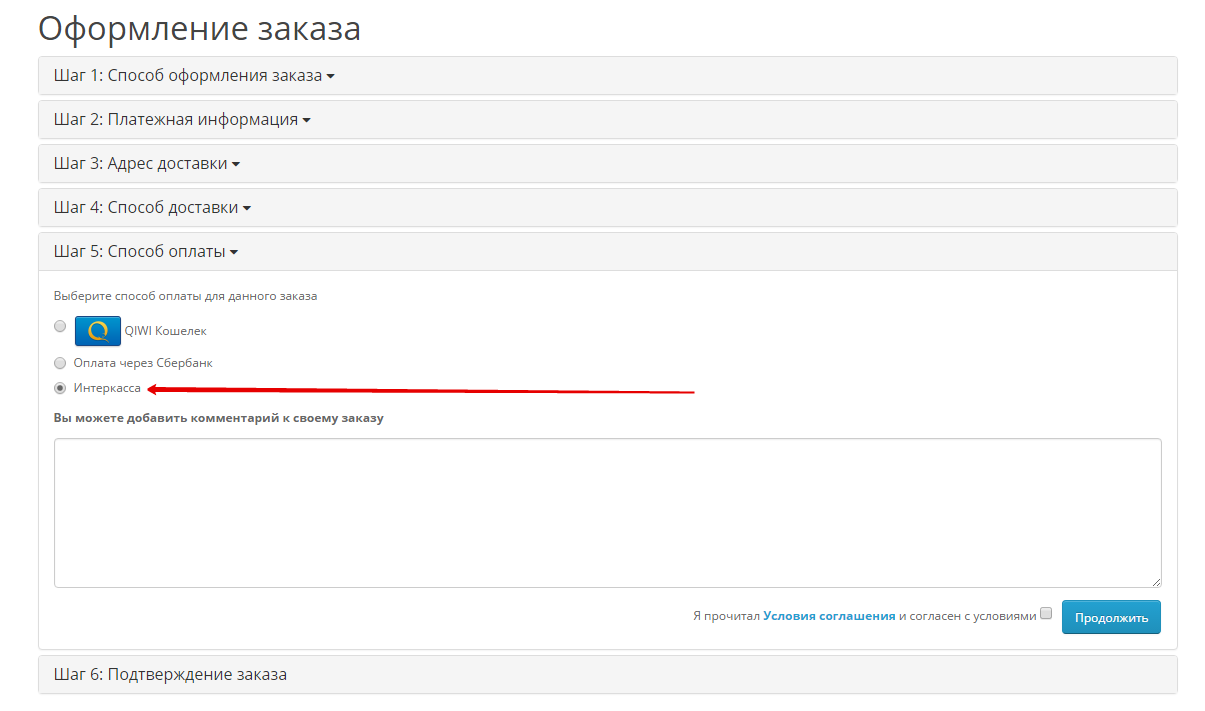 Оформление заказа
Шаг 1: Способ оформления заказа
Шаг 2: Платежная информация
Шаг 3: Адрес доставки
Шаг 4: Способ доставки
Шаг 5: Способ оплаты
Выберите способ оплаты для данного заказа
QIWI Кошелек
Оплата через Сбербанк
Интеркасса
Вы можете добавить комментарий к своему заказу
Я прочитал Условия соглашения и согласен с условиями
Продолжить
Шаг 6: Подтверждение заказа